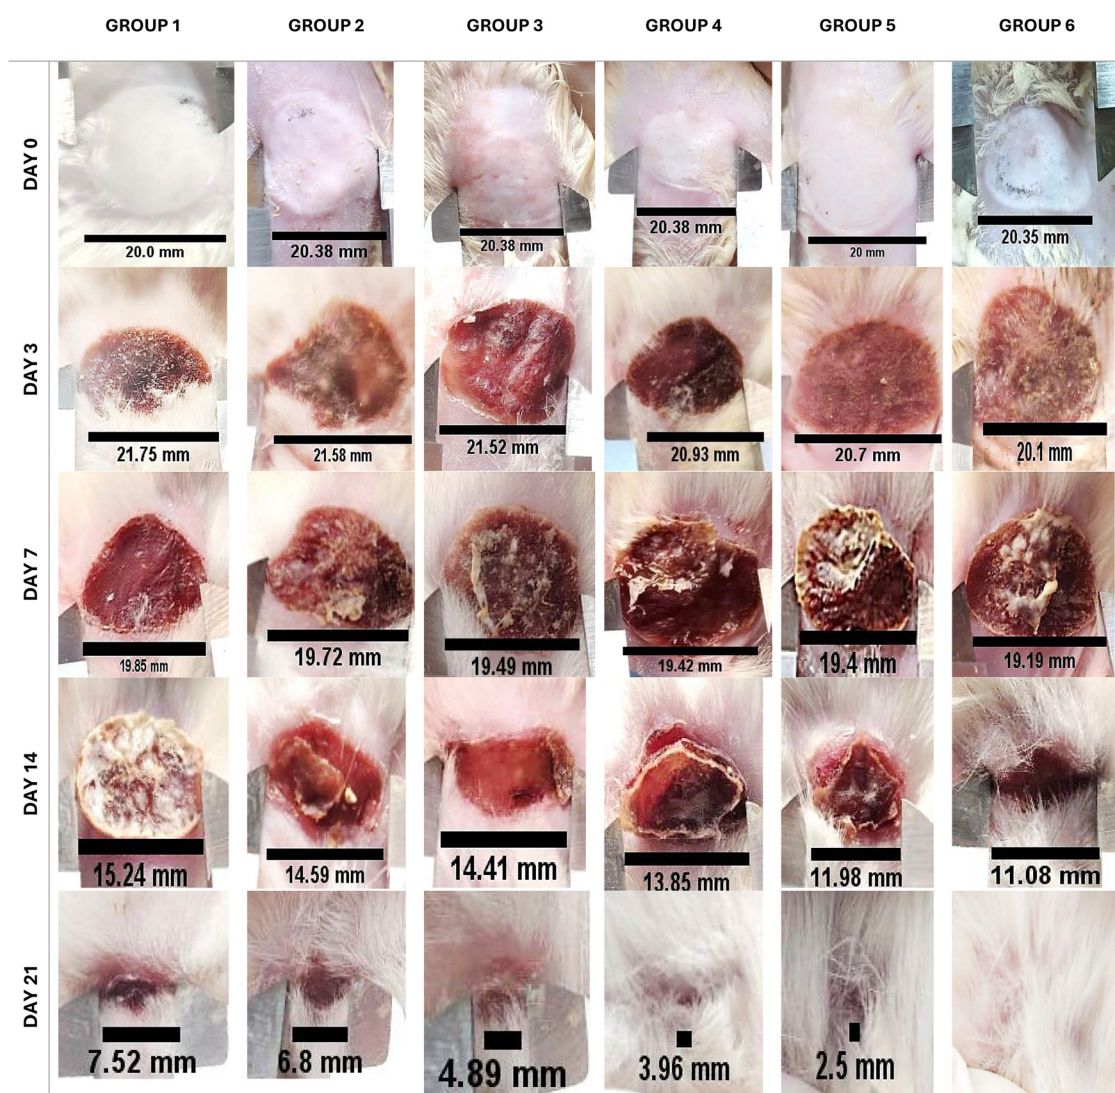 GROUP 1 GROUP 2 GROUP 3 GROUP 4 GROUP 5 GROUP 6
DAY 0
20.0 mm 20.38 mm 20.38 mm 20.38 mm 20 mm 20.35 mm
DAY 3
21.75 mm 21.58 mm 21.52 mm 20.93 mm 20.7 mm 20.1 mm
DAY 7
19.85 mm 19.72 mm 19.49 mm 19.42 mm 19.4 mm 19.19 mm
DAY 14
15.24 mm 14.59 mm 14.41 mm 13.85 mm 11.98 mm 11.08 mm
DAY 21
7.52 mm 6.8 mm 4.89 mm 3.96 mm 2.5 mm